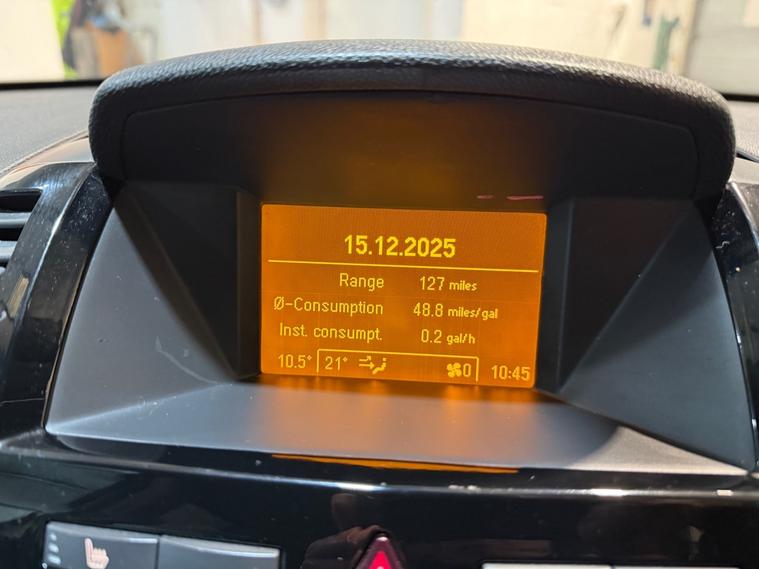 15.12.2025
Range 127 miles
Ø-Consumption 48.8 miles/gal
Inst. consumpt. 0.2 gal/h
10.5° 21° 0 10:45